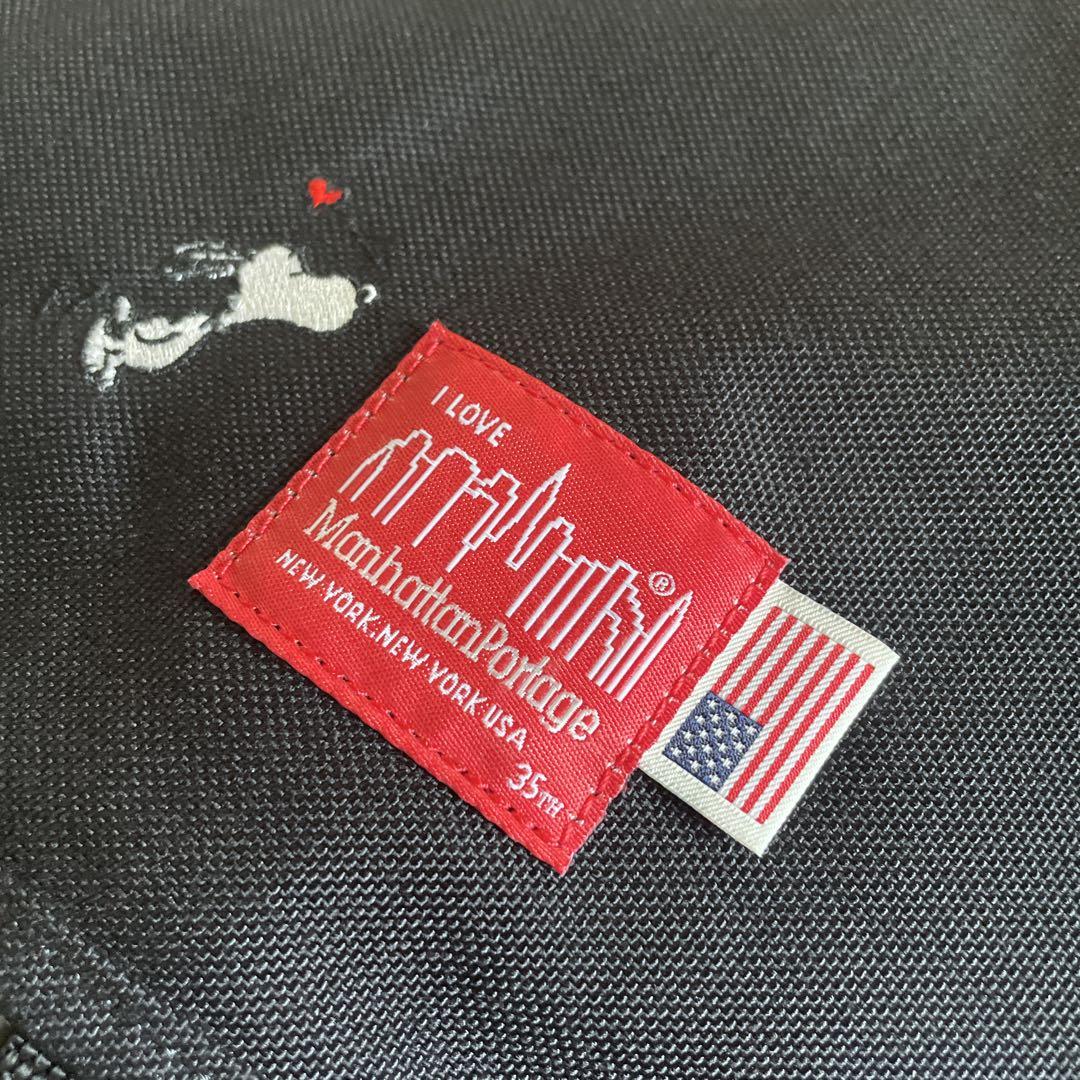 I LOVE
ManhattanPortage®
NEW·YORK:NEW·YORK:USA
35TH